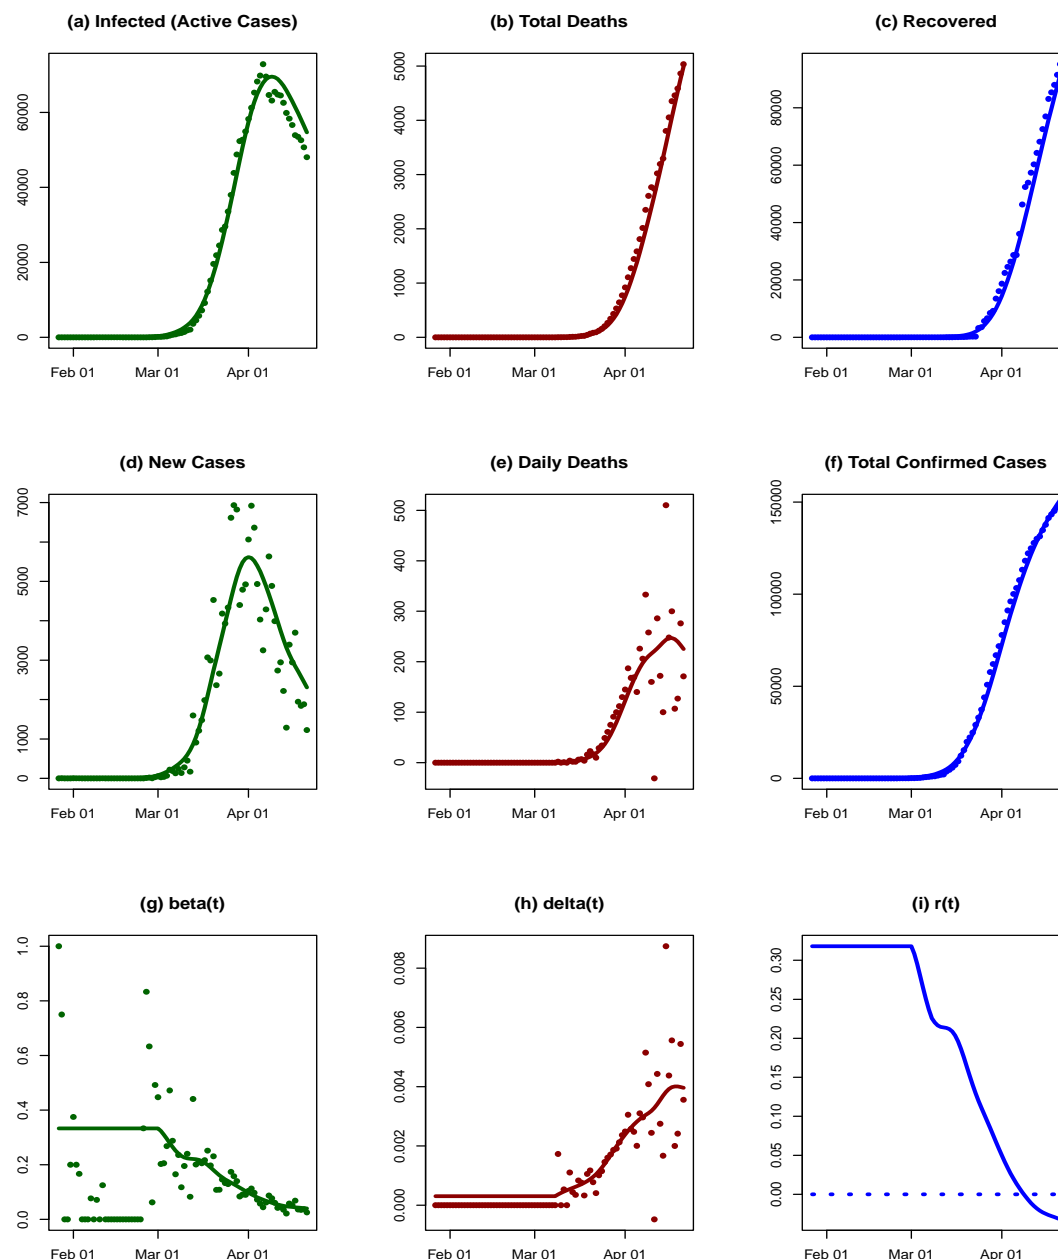 (a) Infected (Active Cases)
0
20000
40000
60000
Feb 01
Mar 01
Apr 01
(b) Total Deaths
0
1000
2000
3000
4000
5000
Feb 01
Mar 01
Apr 01
(c) Recovered
0
20000
40000
60000
80000
Feb 01
Mar 01
Apr 01
(d) New Cases
0
1000
3000
5000
7000
Feb 01
Mar 01
Apr 01
(e) Daily Deaths
0
100
200
300
400
500
Feb 01
Mar 01
Apr 01
(f) Total Confirmed Cases
0
50000
100000
150000
Feb 01
Mar 01
Apr 01
(g) beta(t)
0.0
0.2
0.4
0.6
0.8
1.0
Feb 01
Mar 01
Apr 01
(h) delta(t)
0.000
0.002
0.004
0.006
0.008
Feb 01
Mar 01
Apr 01
(i) r(t)
0.00
0.05
0.10
0.15
0.20
0.25
0.30
Feb 01
Mar 01
Apr 01